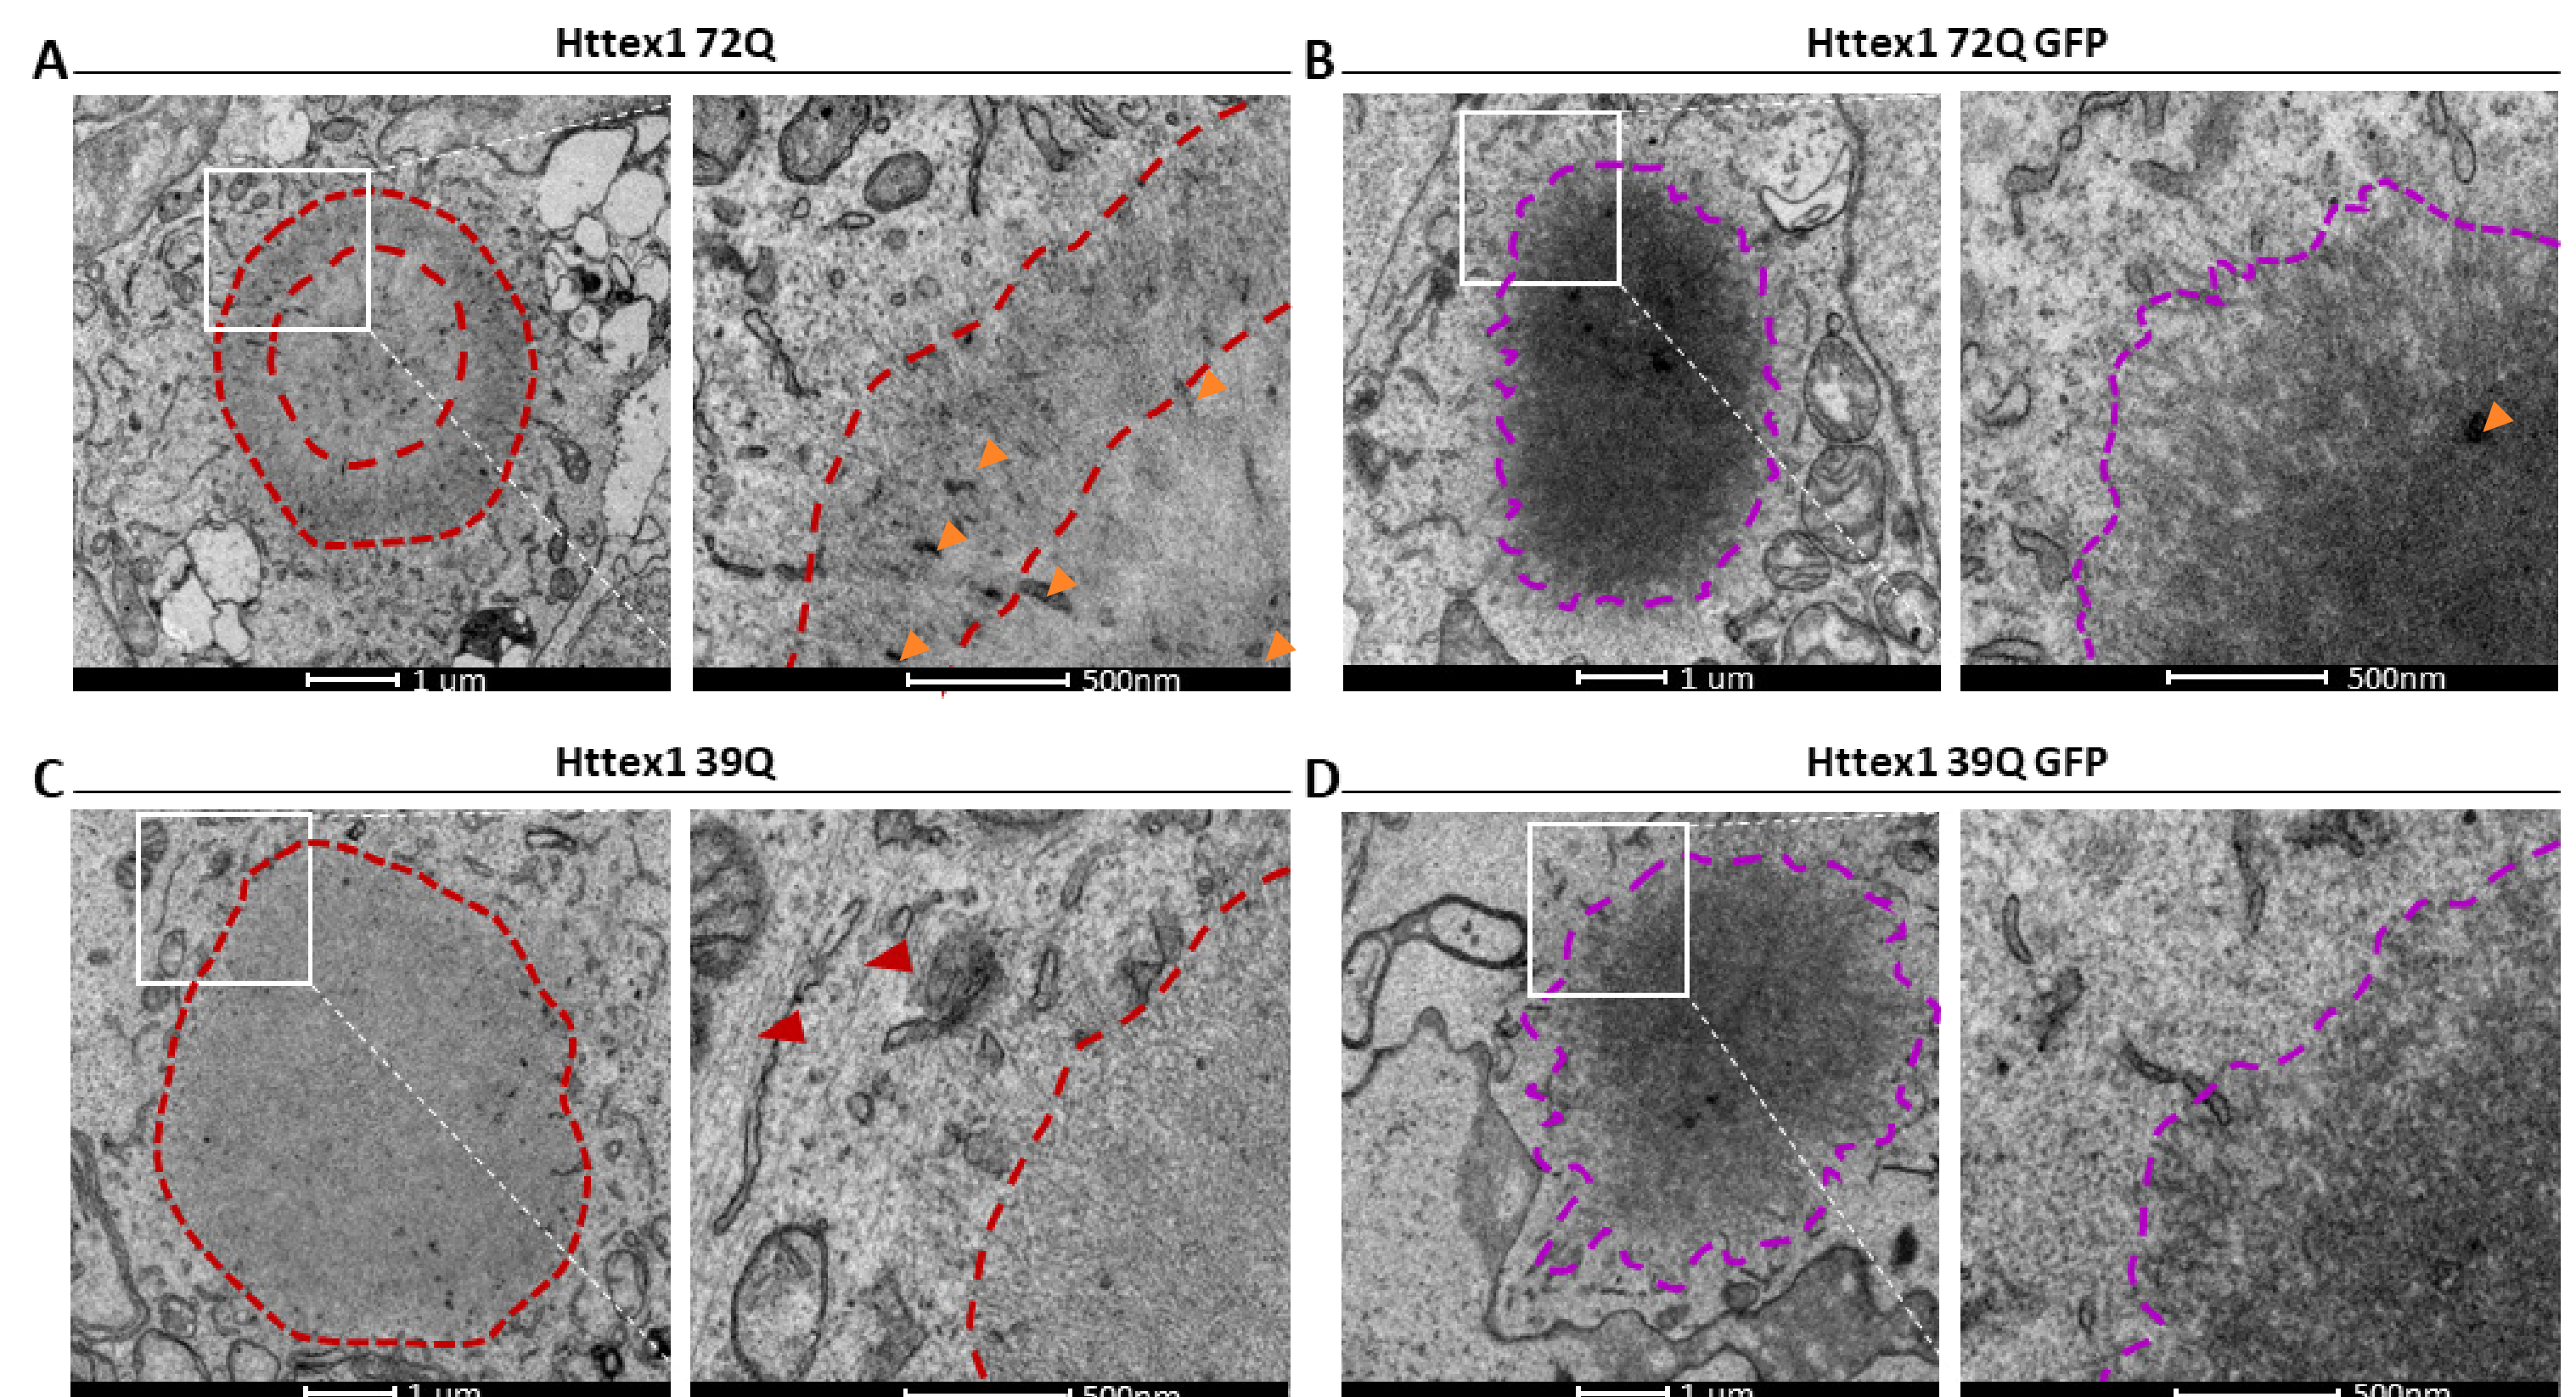 A
Httex1 72Q
B
Httex1 72Q GFP
1 um
500nm
1 um
500nm
C
Httex1 39Q
D
Httex1 39Q GFP
1 um
500nm
1 um
500nm